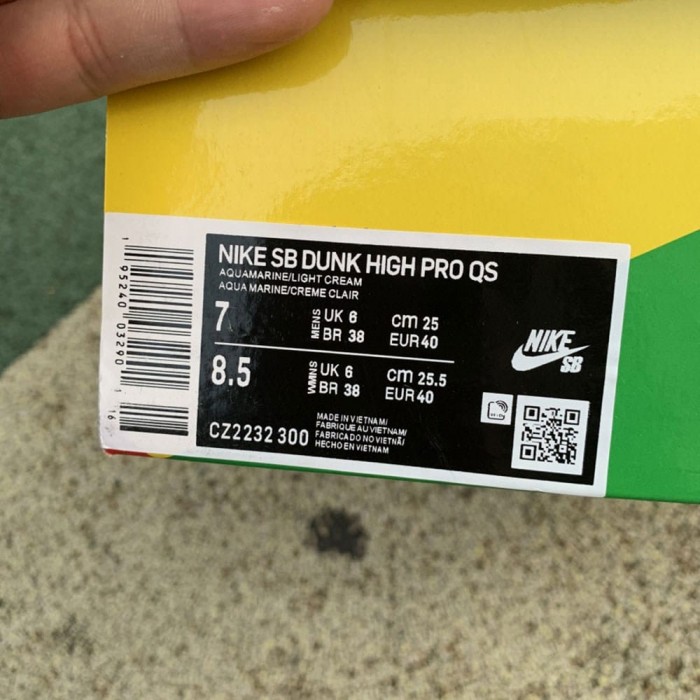 NIKE SB DUNK HIGH PRO QS
AQUAMARINE/LIGHT CREAM
AQUA MARINE/CREME CLAIR
7 MENS UK 6 cm 25
BR 38 EUR 40
8.5 WMNS UK 6 cm 25.5
BR 38 EUR 40
CZ2232 300
MADE IN VIETNAM/
FABRIQUE AU VIETNAM/
FABRICADO NO VIETNÃ/
HECHO EN VIETNAM
NIKE
SB
1 95240 03290 1
16